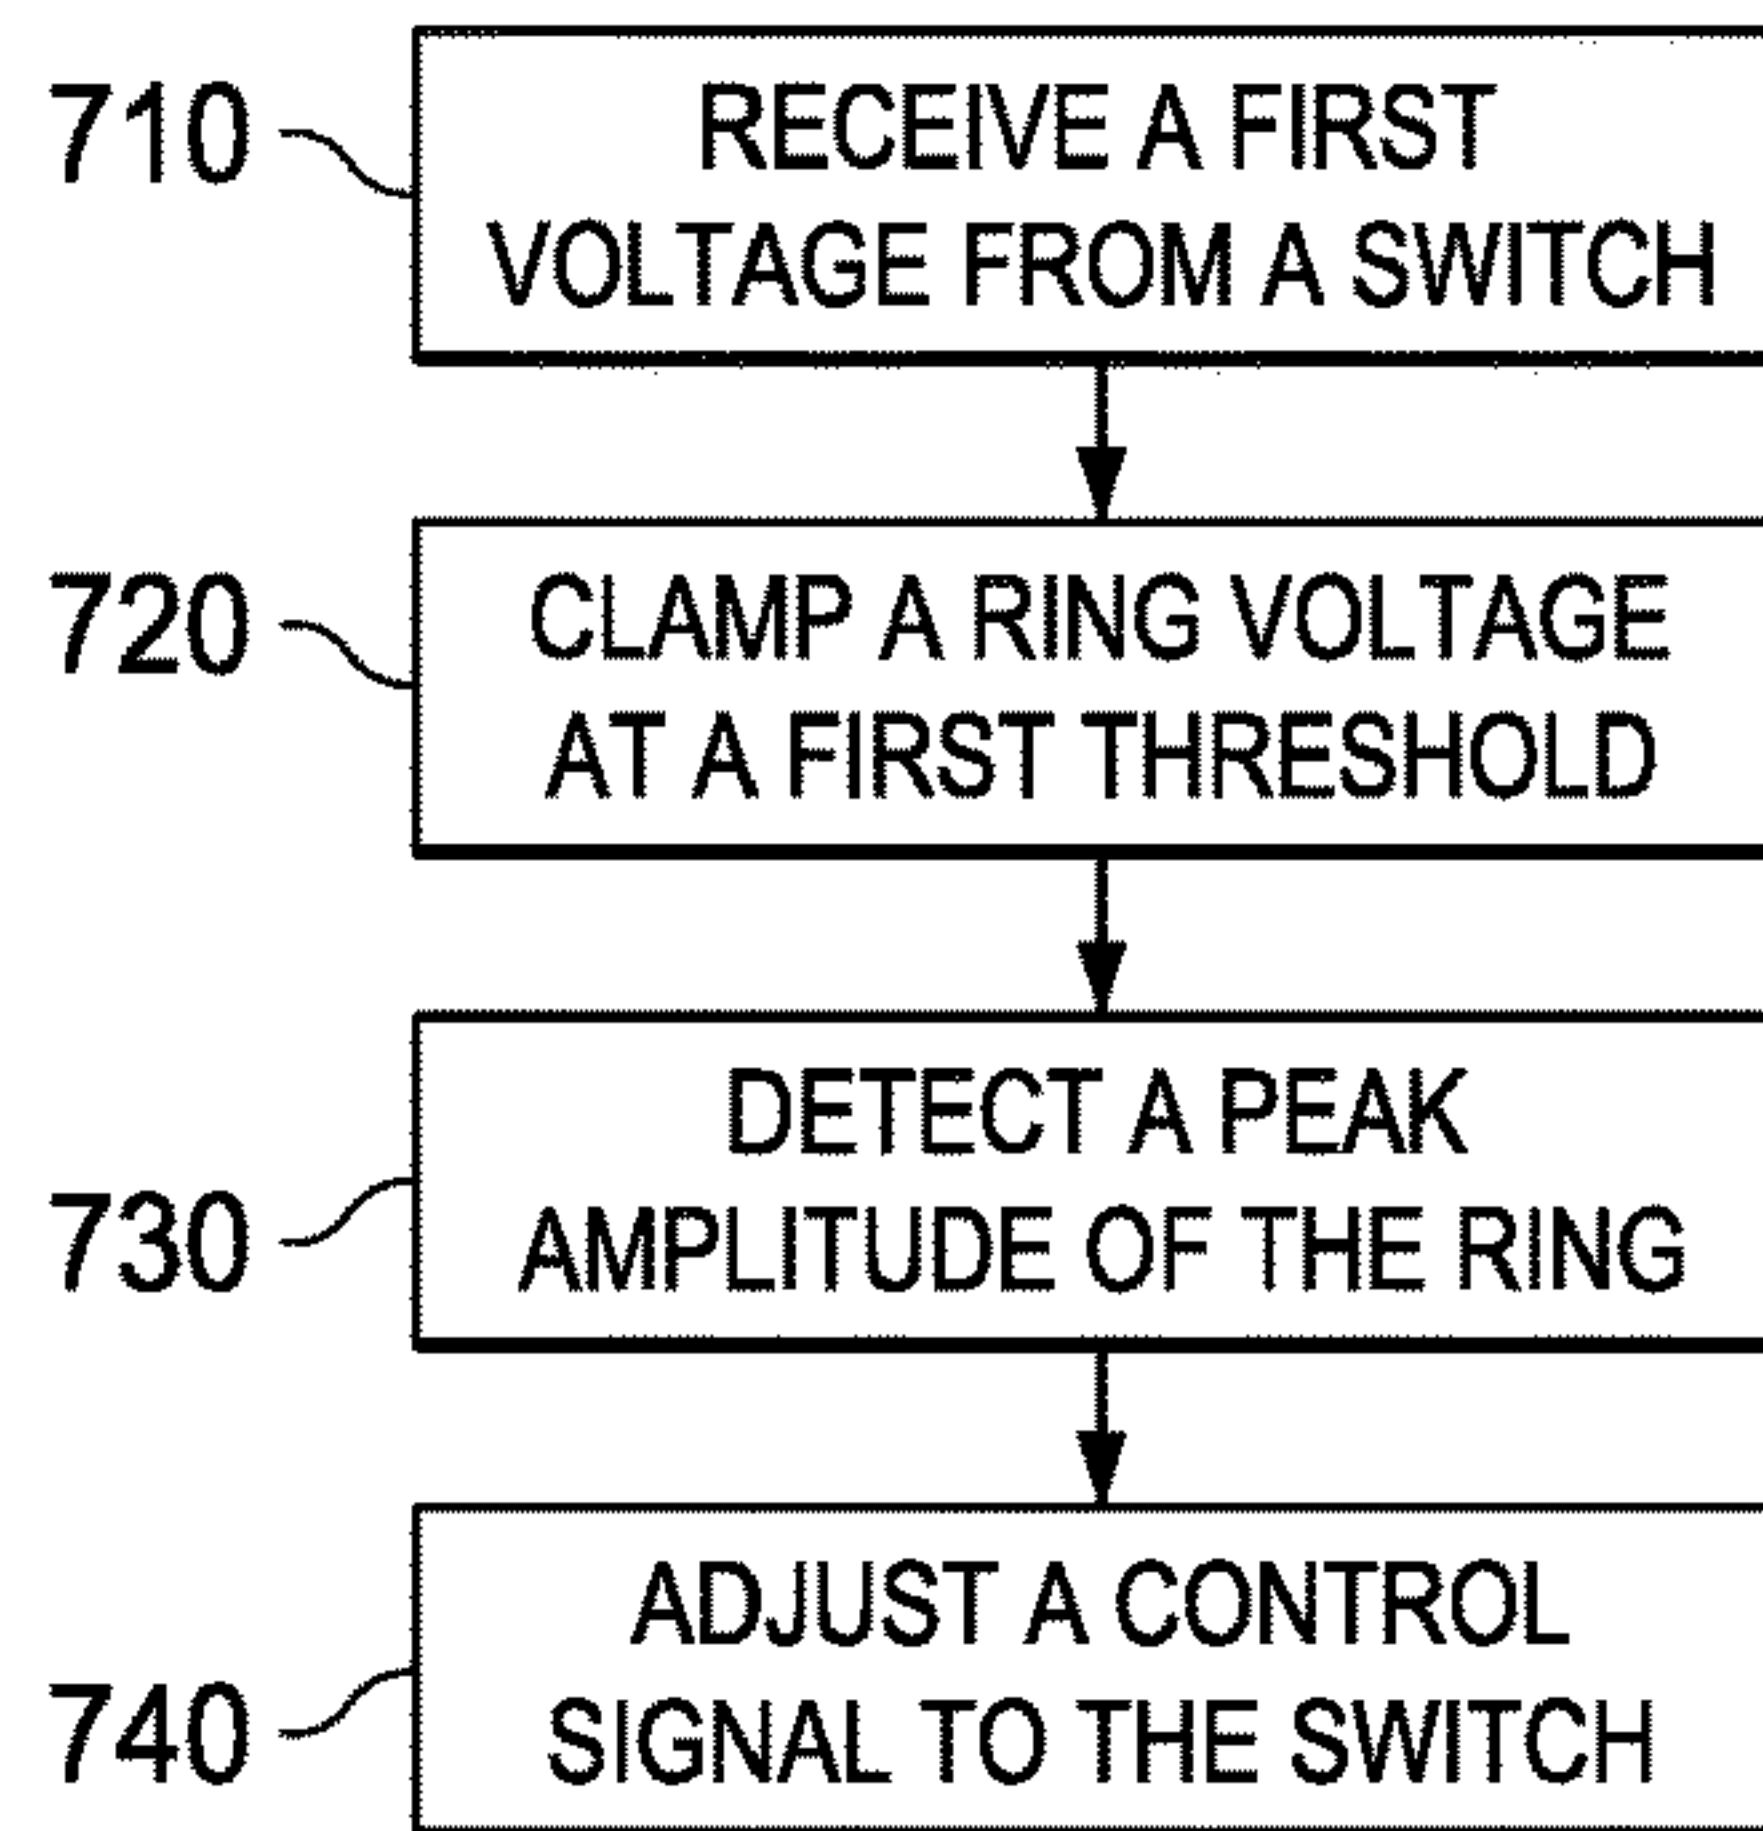 710
RECEIVE A FIRST
VOLTAGE FROM A SWITCH
720
CLAMP A RING VOLTAGE
AT A FIRST THRESHOLD
730
DETECT A PEAK
AMPLITUDE OF THE RING
740
ADJUST A CONTROL
SIGNAL TO THE SWITCH